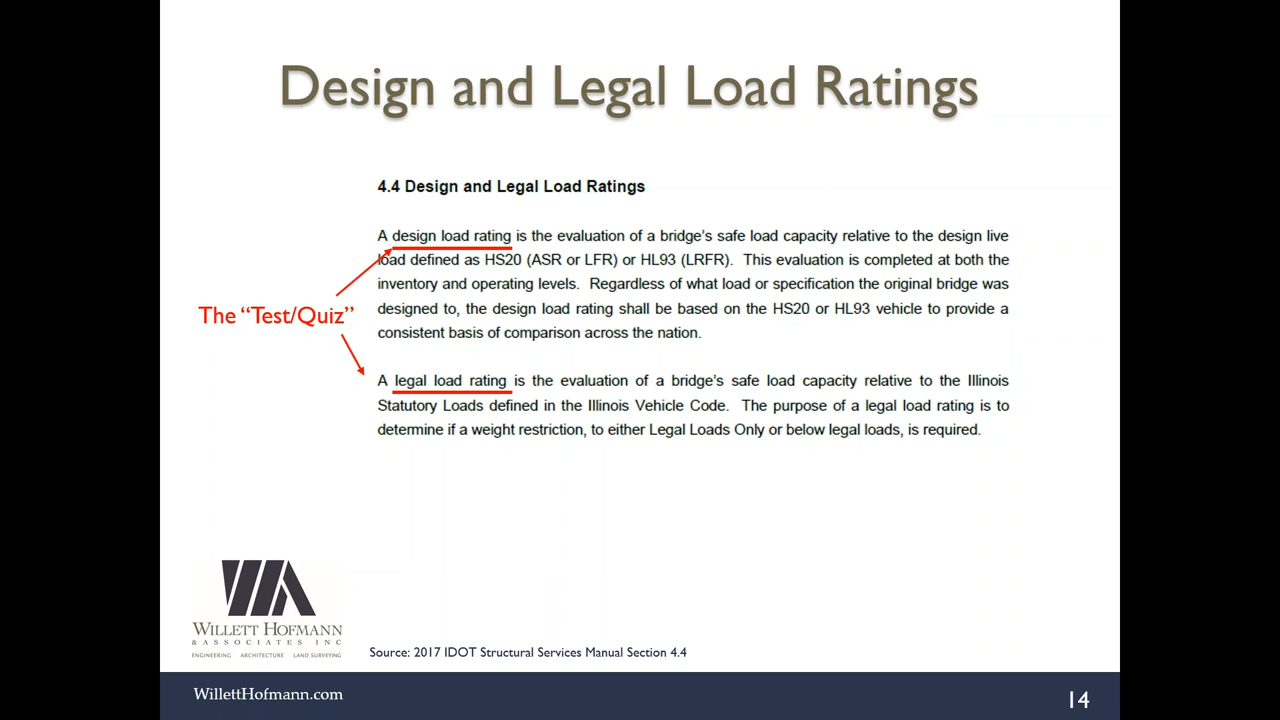 Design and Legal Load Ratings
4.4 Design and Legal Load Ratings
A design load rating is the evaluation of a bridge's safe load capacity relative to the design live
load defined as HS20 (ASR or LFR) or HL93 (LRFR).  This evaluation is completed at both the
inventory and operating levels.  Regardless of what load or specification the original bridge was
designed to, the design load rating shall be based on the HS20 or HL93 vehicle to provide a
consistent basis of comparison across the nation.
The “Test/Quiz”
A legal load rating is the evaluation of a bridge's safe load capacity relative to the Illinois
Statutory Loads defined in the Illinois Vehicle Code.  The purpose of a legal load rating is to
determine if a weight restriction, to either Legal Loads Only or below legal loads, is required.
WILLETT HOFMANN
& ASSOCIATES INC
ENGINEERING ARCHITECTURE LAND SURVEYING
Source: 2017 IDOT Structural Services Manual Section 4.4
WillettHofmann.com
14